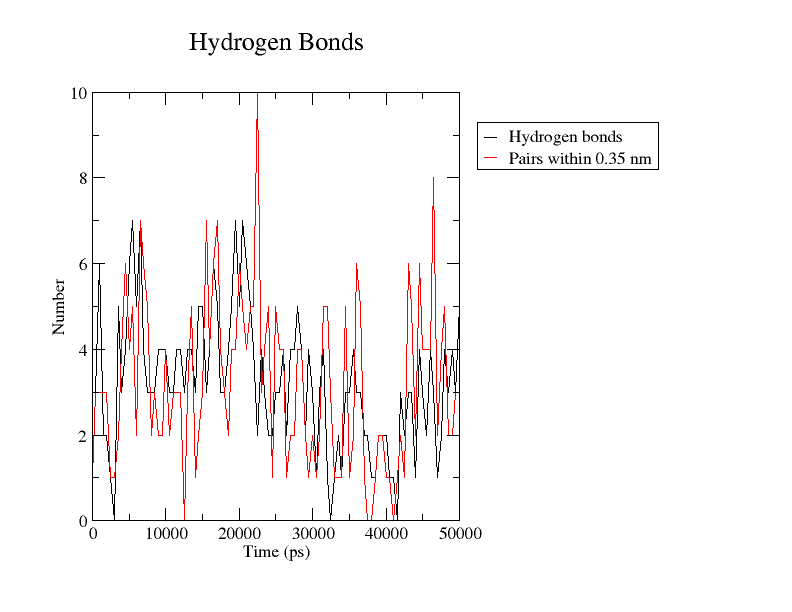 Hydrogen Bonds
10
8
6
4
2
0
Number
0 10000 20000 30000 40000 50000
Time (ps)
Hydrogen bonds
Pairs within 0.35 nm